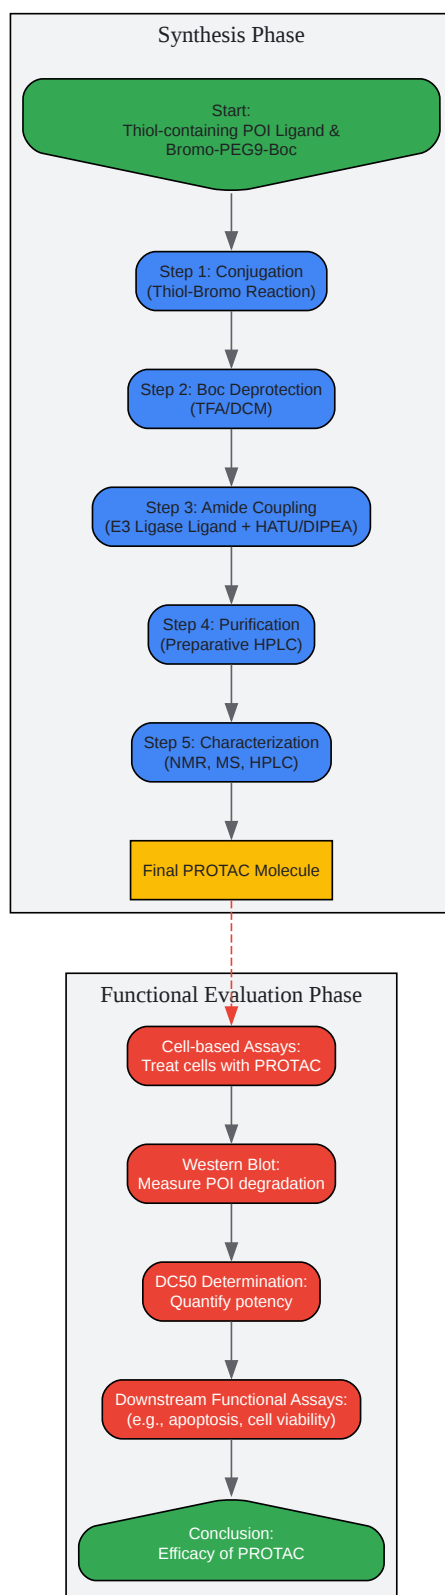 Synthesis Phase
Start:
Thiol-containing POI Ligand &
Bromo-PEG9-Boc
Step 1: Conjugation
(Thiol-Bromo Reaction)
Step 2: Boc Deprotection
(TFA/DCM)
Step 3: Amide Coupling
(E3 Ligase Ligand + HATU/DIPEA)
Step 4: Purification
(Preparative HPLC)
Step 5: Characterization
(NMR, MS, HPLC)
Final PROTAC Molecule
Functional Evaluation Phase
Cell-based Assays:
Treat cells with PROTAC
Western Blot:
Measure POI degradation
DC50 Determination:
Quantify potency
Downstream Functional Assays:
(e.g., apoptosis, cell viability)
Conclusion:
Efficacy of PROTAC